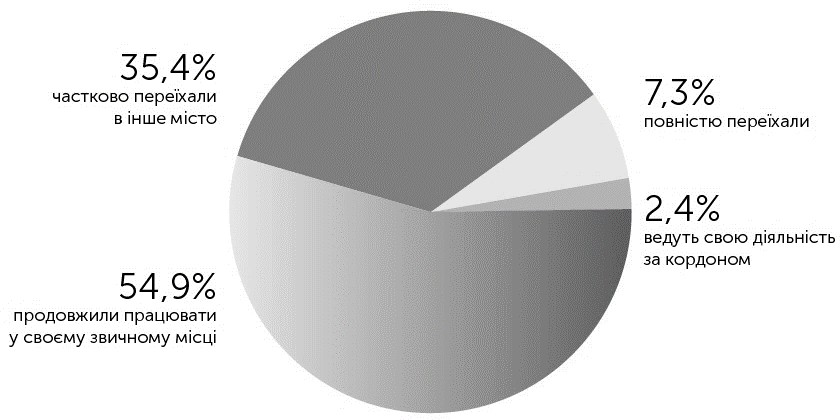 35,4%
частково переїхали
в інше місто
7,3%
повністю переїхали
2,4%
ведуть свою діяльність
за кордоном
54,9%
продовжили працювати
у своєму звичному місці